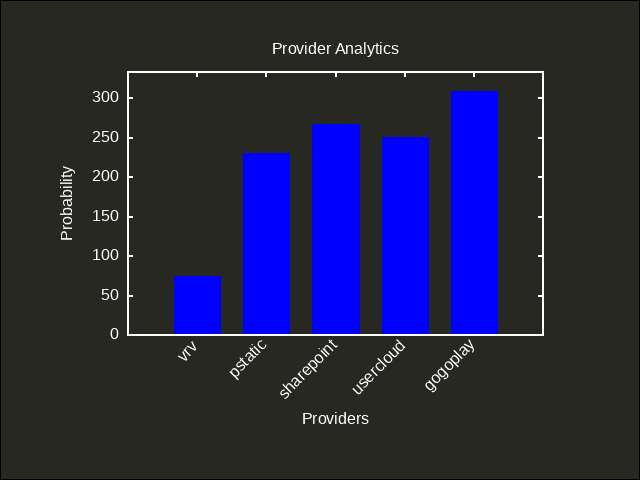 Provider Analytics
300
250
200
150
100
50
0
Probability
vrv
pstatic
sharepoint
usercloud
gogoplay
Providers